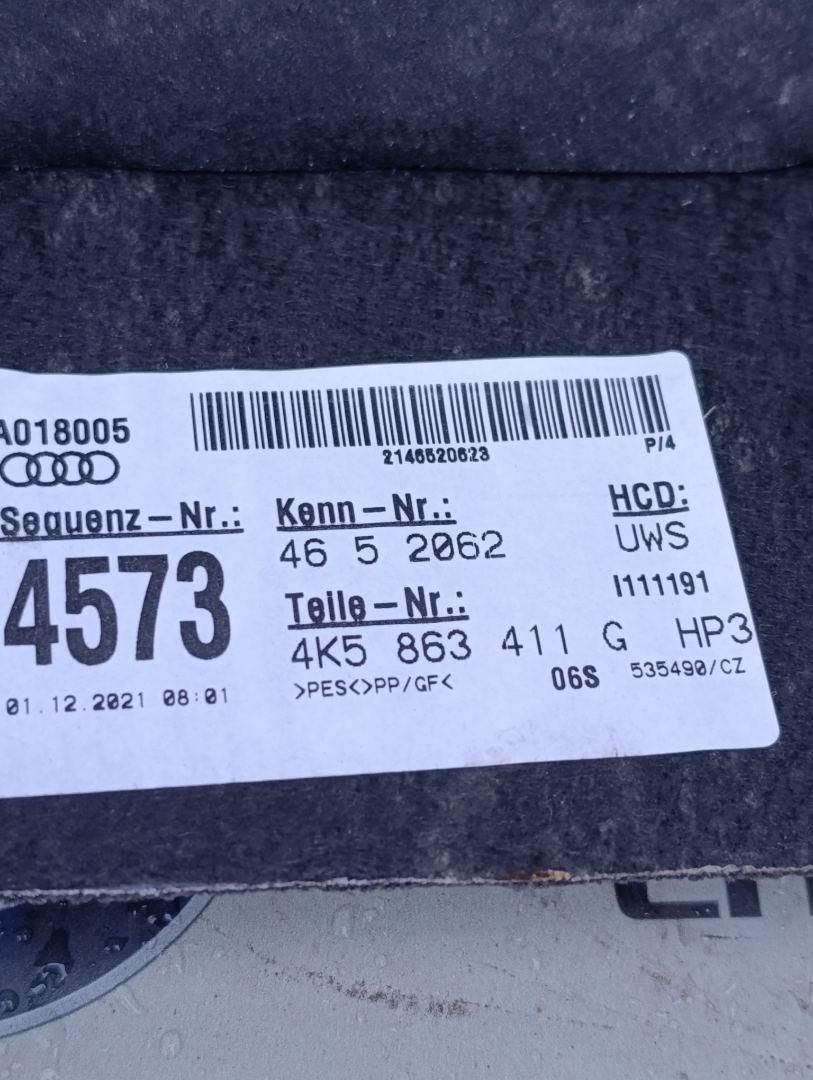 A018005
2146520623
P/4
Sequenz-Nr.:
4573
01.12.2021 08:01
Kenn-Nr.:
46 5 2062
HCD:
UWS
I111191
Teile-Nr.:
4K5 863 411 G HP3
>PES<>PP/GF<
06S
535490/CZ